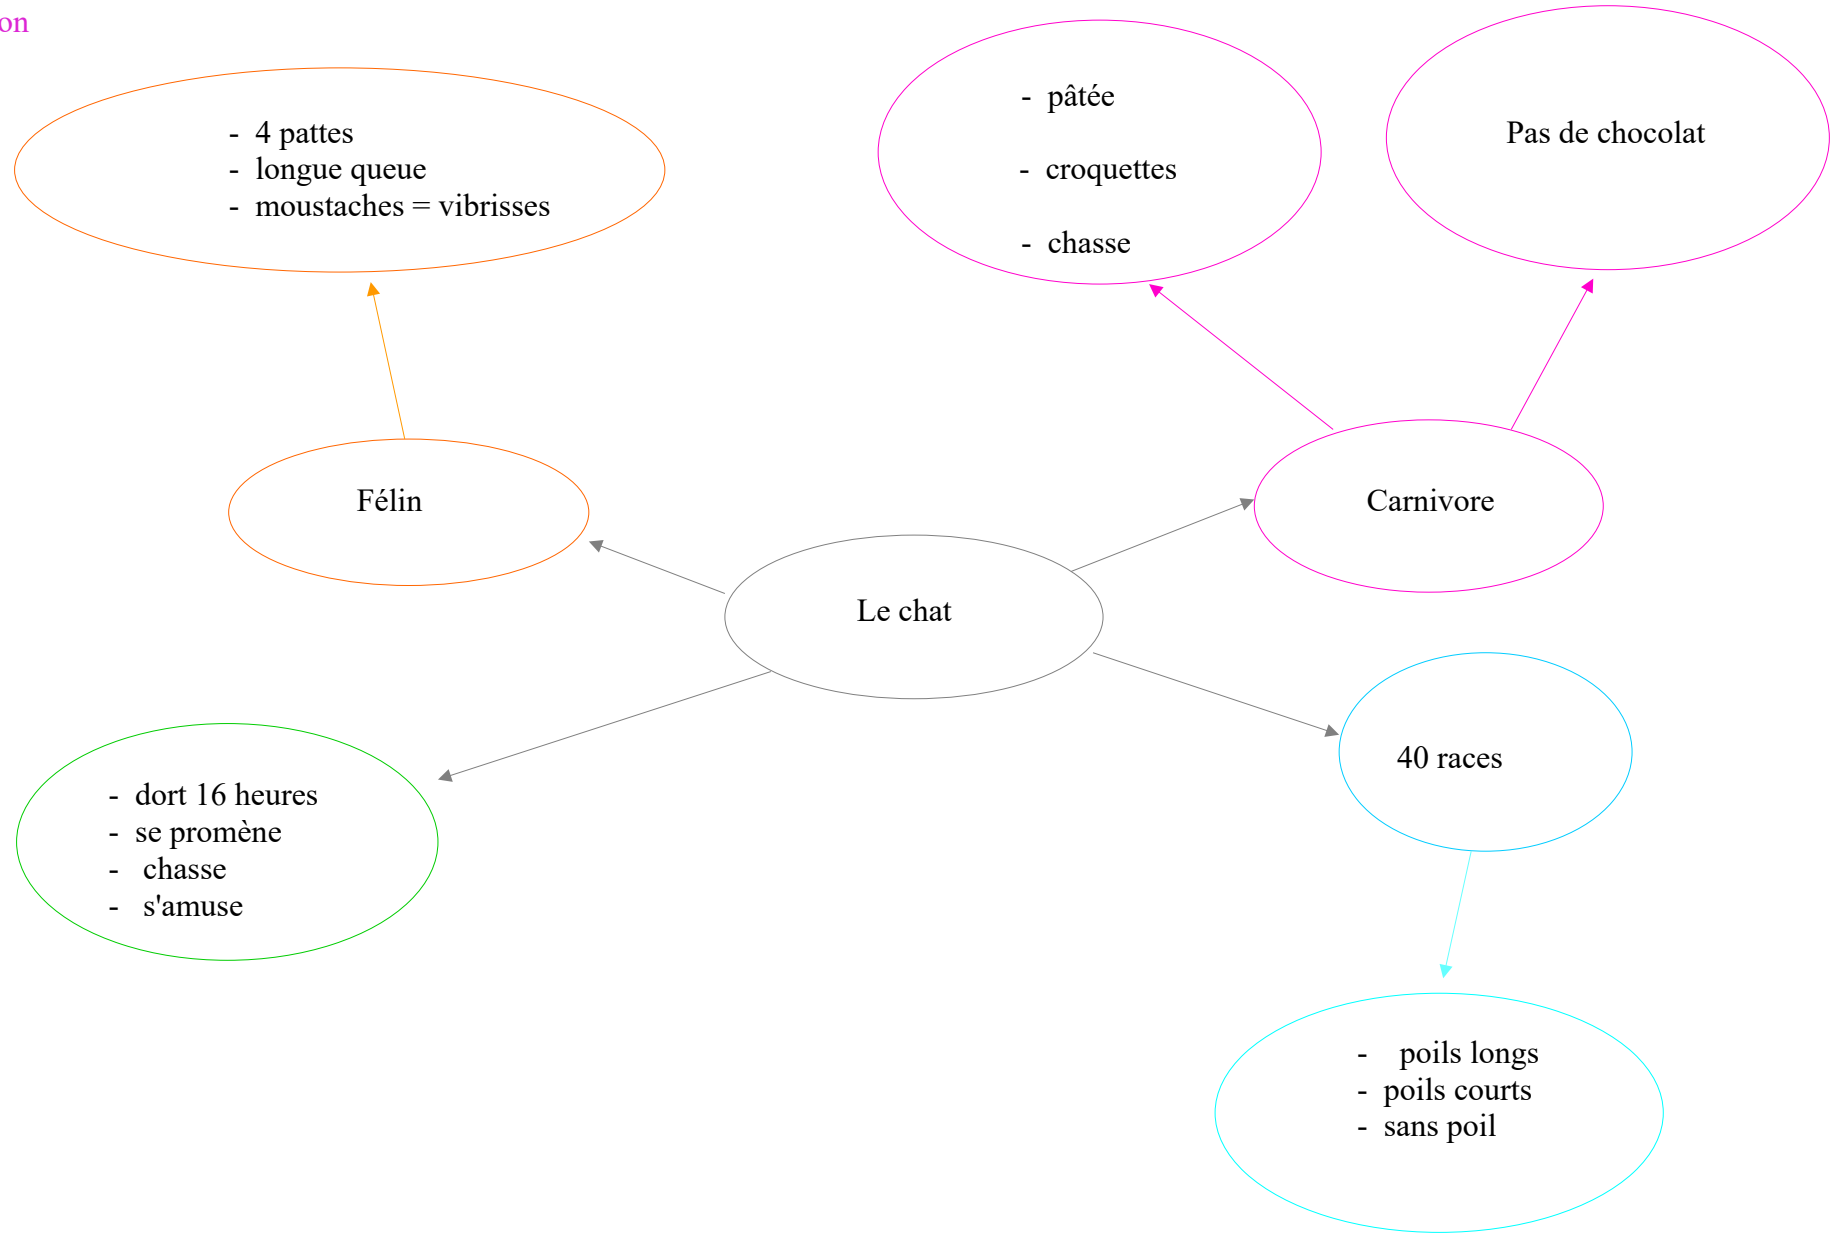 on
- 4 pattes
- longue queue
- moustaches = vibrisses
- pâtée
- croquettes
- chasse
Pas de chocolat
Félin
Carnivore
Le chat
40 races
- dort 16 heures
- se promène
- chasse
- s'amuse
- poils longs
- poils courts
- sans poil